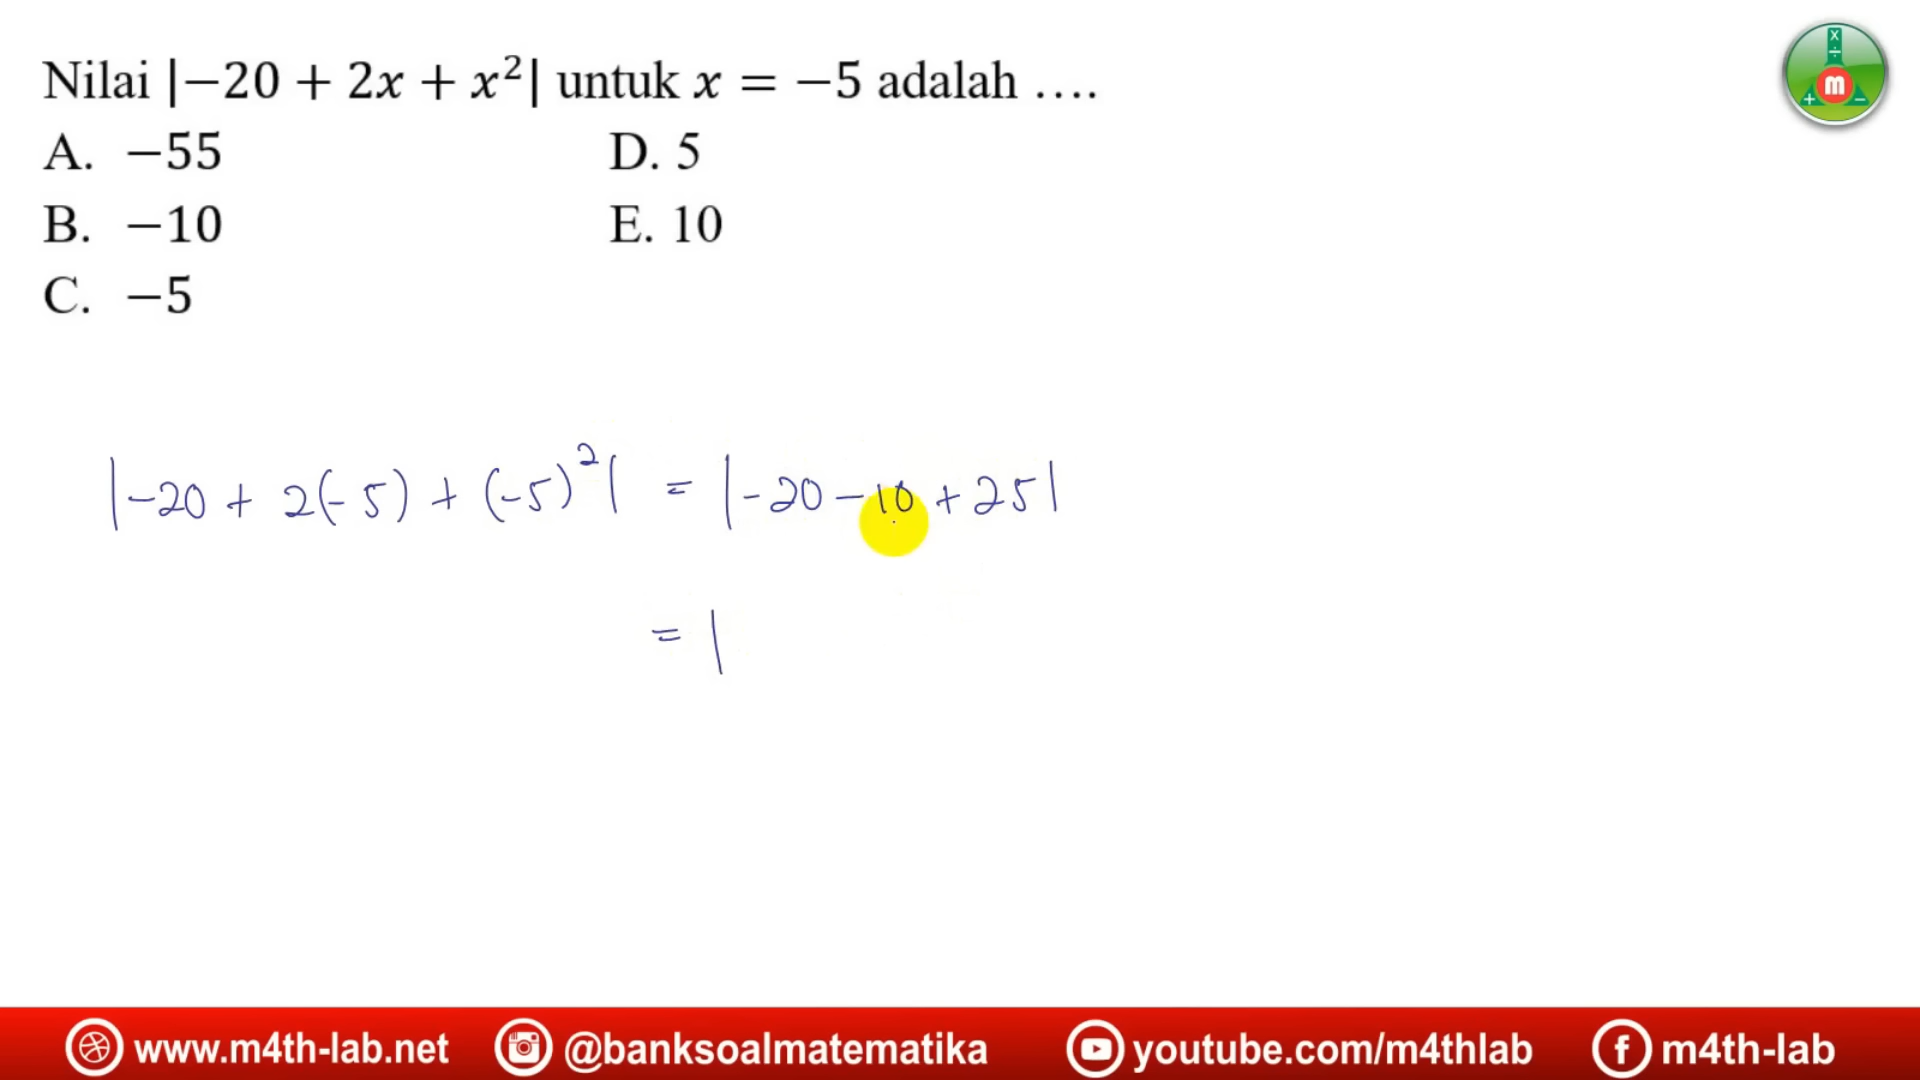 Nilai |−20 + 2x + x²| untuk x = −5 adalah ….
A. −55
B. −10
C. −5
D. 5
E. 10
|-20 + 2(-5) + (-5)²| = |-20 - 10 + 25|
= |
x
÷
m
+ −
www.m4th-lab.net @banksoalmatematika youtube.com/m4thlab f m4th-lab